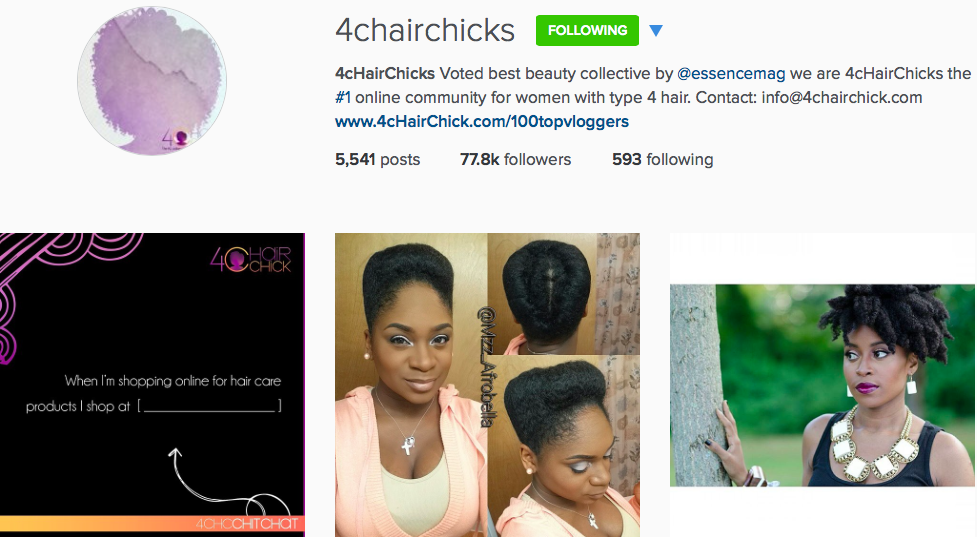 4chairchicks FOLLOWING
4cHairChicks Voted best beauty collective by @essencemag we are 4cHairChicks the
#1 online community for women with type 4 hair. Contact: info@4chairchick.com
www.4cHairChick.com/100topvloggers
5,541 posts 77.8k followers 593 following
4C HAIR
CHICK
When I'm shopping online for hair care
products I shop at [ ____________________ ]
4CHCCHITCHAT
@Mizz_Afrobella